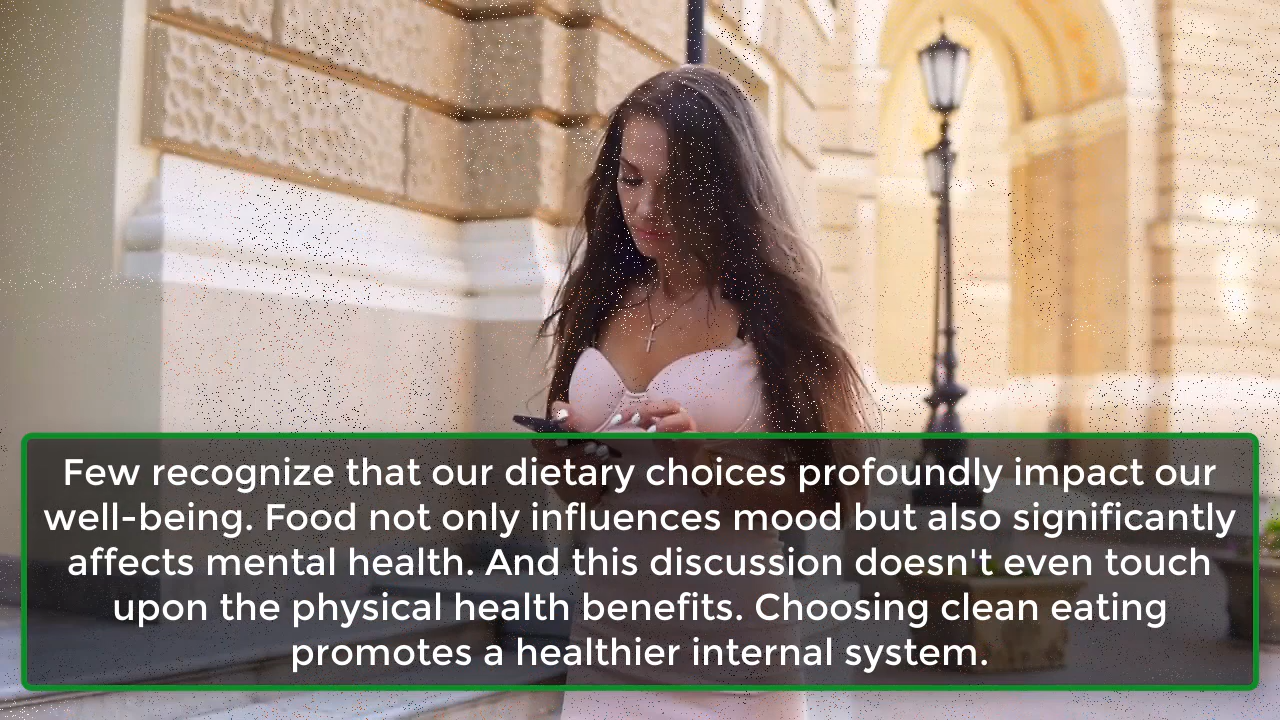 Few recognize that our dietary choices profoundly impact our
well-being. Food not only influences mood but also significantly
affects mental health. And this discussion doesn't even touch
upon the physical health benefits. Choosing clean eating
promotes a healthier internal system.